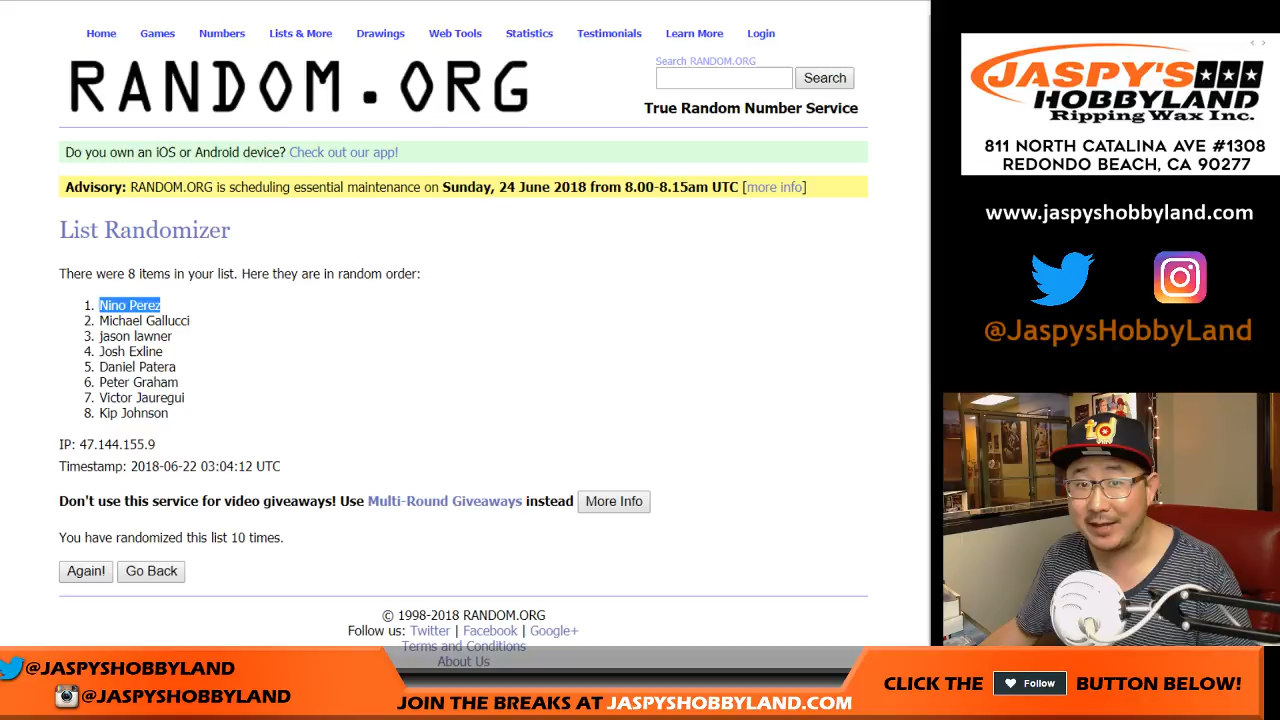 Home Games Numbers Lists & More Drawings Web Tools Statistics Testimonials Learn More Login
RANDOM.ORG
Search RANDOM.ORG
Search
True Random Number Service
Do you own an iOS or Android device? Check out our app!
Advisory: RANDOM.ORG is scheduling essential maintenance on Sunday, 24 June 2018 from 8.00-8.15am UTC [more info]
List Randomizer
There were 8 items in your list. Here they are in random order:
1. Nino Perez
2. Michael Gallucci
3. jason lawner
4. Josh Exline
5. Daniel Patera
6. Peter Graham
7. Victor Jauregui
8. Kip Johnson
IP: 47.144.155.9
Timestamp: 2018-06-22 03:04:12 UTC
Don't use this service for video giveaways! Use Multi-Round Giveaways instead More Info
You have randomized this list 10 times.
Again! Go Back
© 1998-2018 RANDOM.ORG
Follow us: Twitter | Facebook | Google+
Terms and Conditions
About Us
JASPY'S
HOBBYLAND
Ripping Wax Inc.
811 NORTH CATALINA AVE #1308
REDONDO BEACH, CA 90277
www.jaspyshobbyland.com
@JaspysHobbyLand
td
@JASPYSHOBBYLAND
@JASPYSHOBBYLAND
JOIN THE BREAKS AT JASPYSHOBBYLAND.COM
CLICK THE Follow BUTTON BELOW!